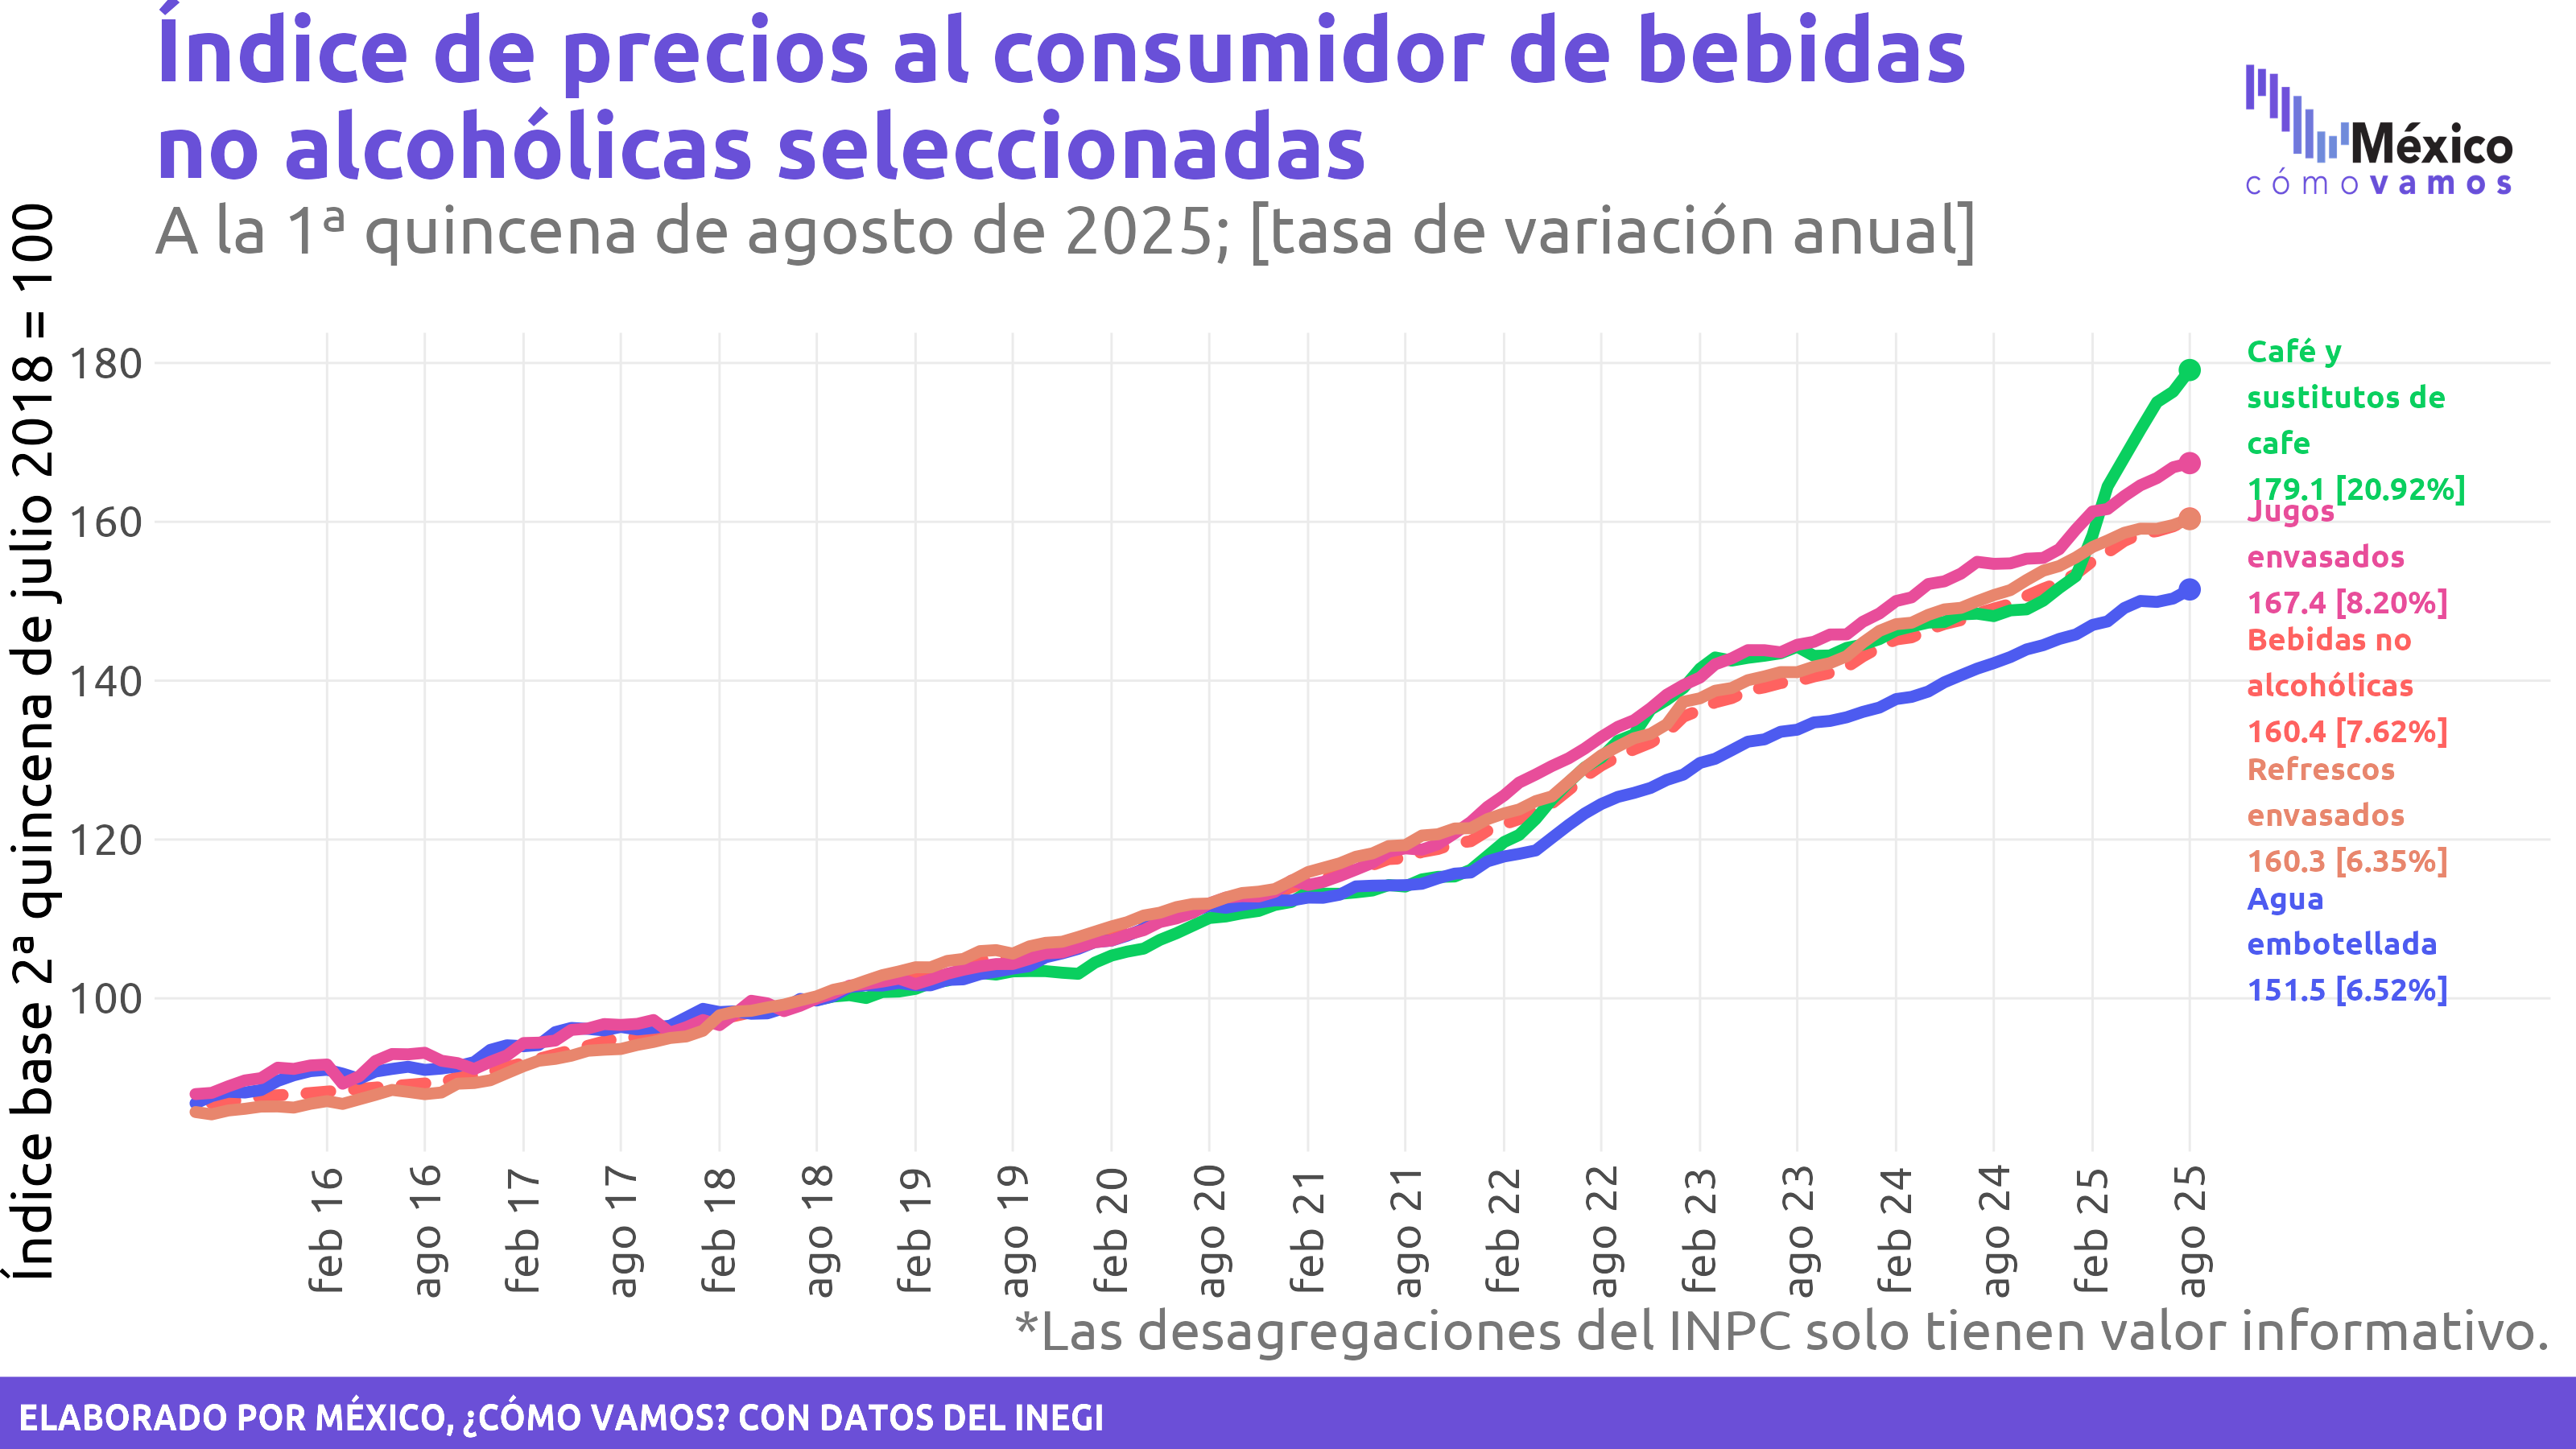 Índice de precios al consumidor de bebidas
no alcohólicas seleccionadas
A la 1ª quincena de agosto de 2025; [tasa de variación anual]
México
cómo vamos
Índice base 2ª quincena de julio 2018 = 100
180
160
140
120
100
Café y
sustitutos de
cafe
179.1 [20.92%]
Jugos
envasados
167.4 [8.20%]
Bebidas no
alcohólicas
160.4 [7.62%]
Refrescos
envasados
160.3 [6.35%]
Agua
embotellada
151.5 [6.52%]
feb 16
ago 16
feb 17
ago 17
feb 18
ago 18
feb 19
ago 19
feb 20
ago 20
feb 21
ago 21
feb 22
ago 22
feb 23
ago 23
feb 24
ago 24
feb 25
ago 25
*Las desagregaciones del INPC solo tienen valor informativo.
ELABORADO POR MÉXICO, ¿CÓMO VAMOS? CON DATOS DEL INEGI